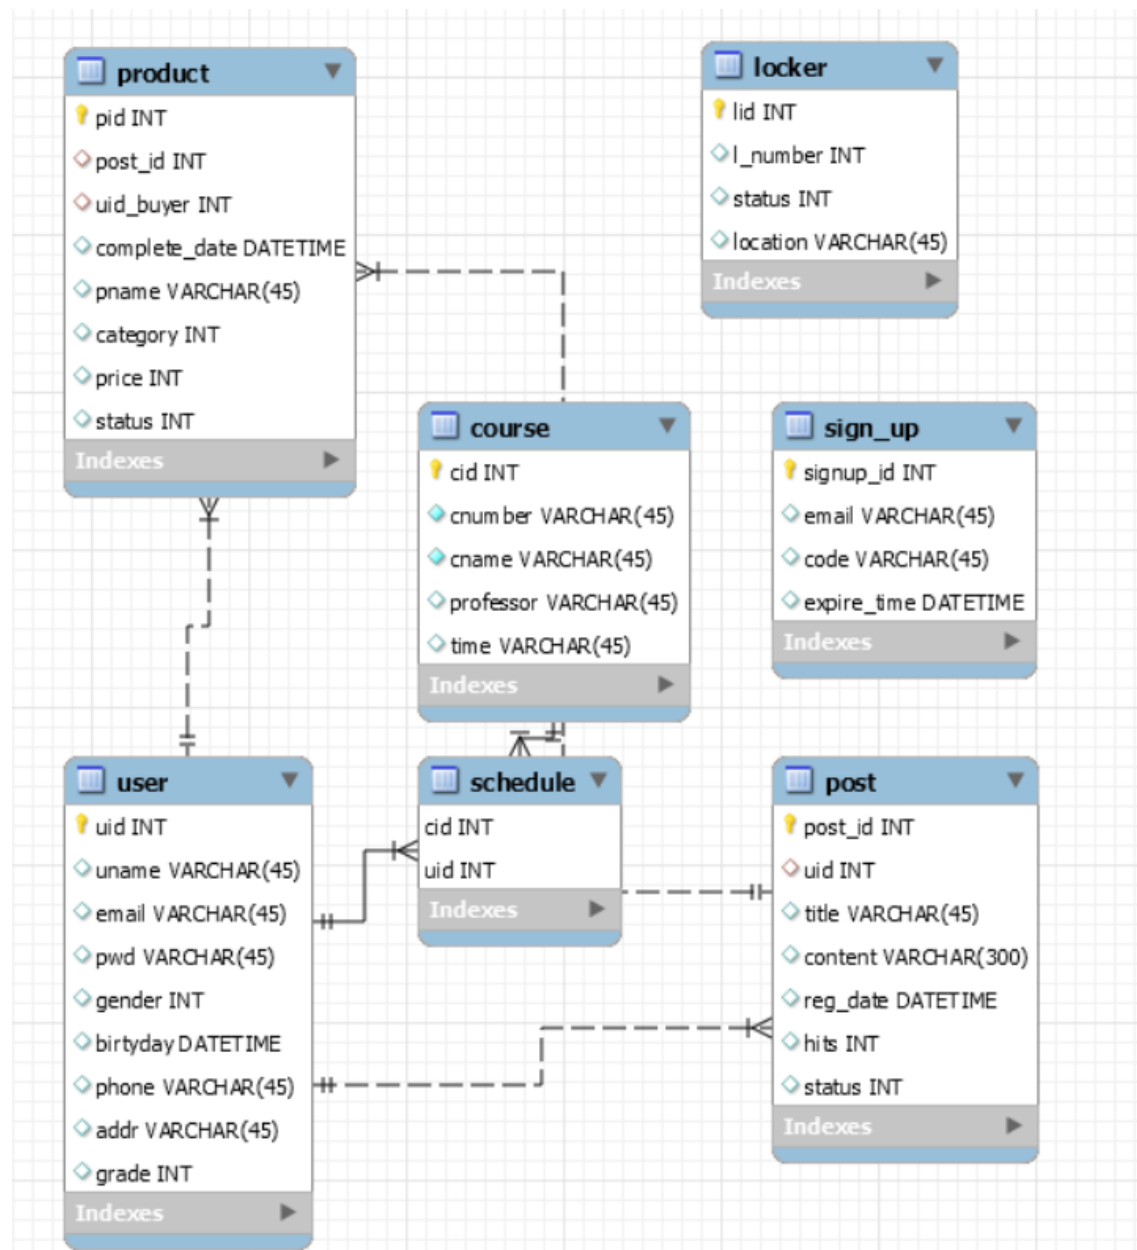 product
pid INT
post_id INT
uid_buyer INT
complete_date DATETIME
pname VARCHAR(45)
category INT
price INT
status INT
Indexes
locker
lid INT
l_number INT
status INT
location VARCHAR(45)
Indexes
course
cid INT
cnumber VARCHAR(45)
cname VARCHAR(45)
professor VARCHAR(45)
time VARCHAR(45)
Indexes
sign_up
signup_id INT
email VARCHAR(45)
code VARCHAR(45)
expire_time DATETIME
Indexes
user
uid INT
uname VARCHAR(45)
email VARCHAR(45)
pwd VARCHAR(45)
gender INT
birtyday DATETIME
phone VARCHAR(45)
addr VARCHAR(45)
grade INT
Indexes
schedule
cid INT
uid INT
Indexes
post
post_id INT
uid INT
title VARCHAR(45)
content VARCHAR(300)
reg_date DATETIME
hits INT
status INT
Indexes